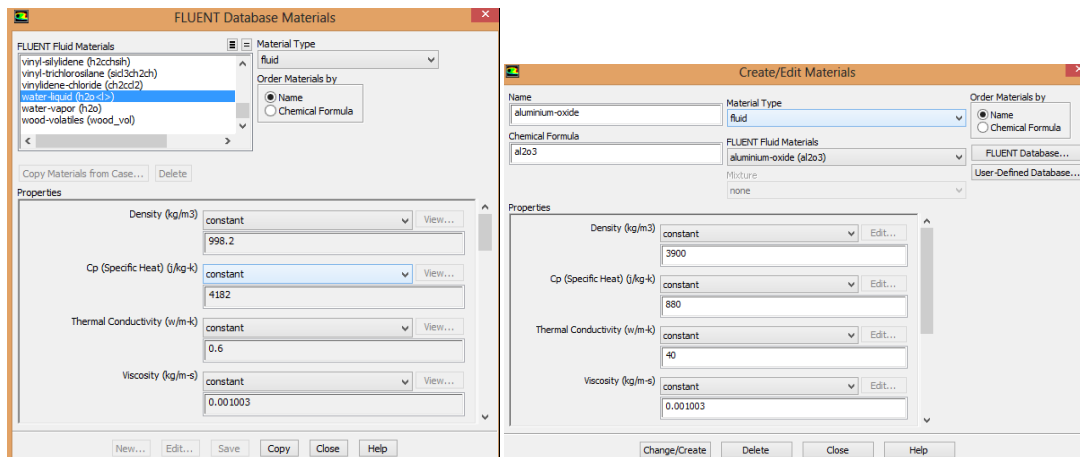 FLUENT Database Materials
FLUENT Fluid Materials
vinyl-silylidene (h2cchsih)
vinyl-trichlorosilane (sicl3ch2ch)
vinylidene-chloride (ch2ccl2)
water-liquid (h2o<l>)
water-vapor (h2o)
wood-volatiles (wood_vol)
Material Type
fluid
Order Materials by
Name
Chemical Formula
Copy Materials from Case... Delete
Properties
Density (kg/m3) constant View...
998.2
Cp (Specific Heat) (j/kg-k) constant View...
4182
Thermal Conductivity (w/m-k) constant View...
0.6
Viscosity (kg/m-s) constant View...
0.001003
New... Edit... Save Copy Close Help
Create/Edit Materials
Name
aluminium-oxide
Chemical Formula
al2o3
Material Type
fluid
FLUENT Fluid Materials
aluminium-oxide (al2o3)
Mixture
none
Order Materials by
Name
Chemical Formula
FLUENT Database...
User-Defined Database...
Properties
Density (kg/m3) constant Edit...
3900
Cp (Specific Heat) (j/kg-k) constant Edit...
880
Thermal Conductivity (w/m-k) constant Edit...
40
Viscosity (kg/m-s) constant Edit...
0.001003
Change/Create Delete Close Help